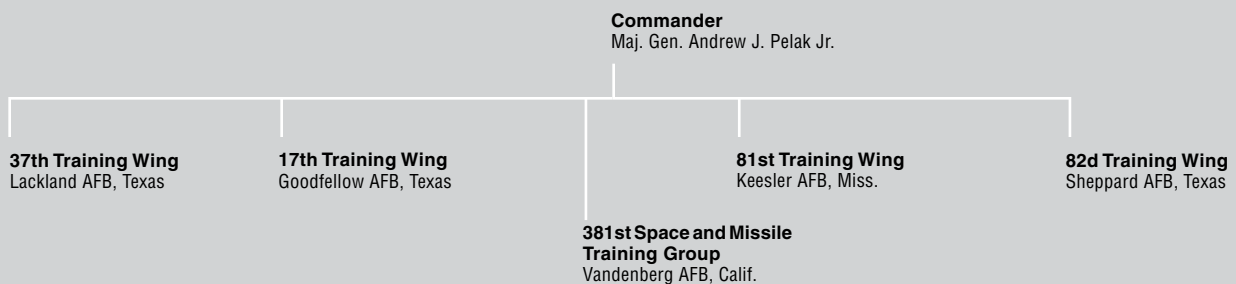 Commander
Maj. Gen. Andrew J. Pelak Jr.
37th Training Wing
Lackland AFB, Texas
17th Training Wing
Goodfellow AFB, Texas
81st Training Wing
Keesler AFB, Miss.
82d Training Wing
Sheppard AFB, Texas
381st Space and Missile
Training Group
Vandenberg AFB, Calif.